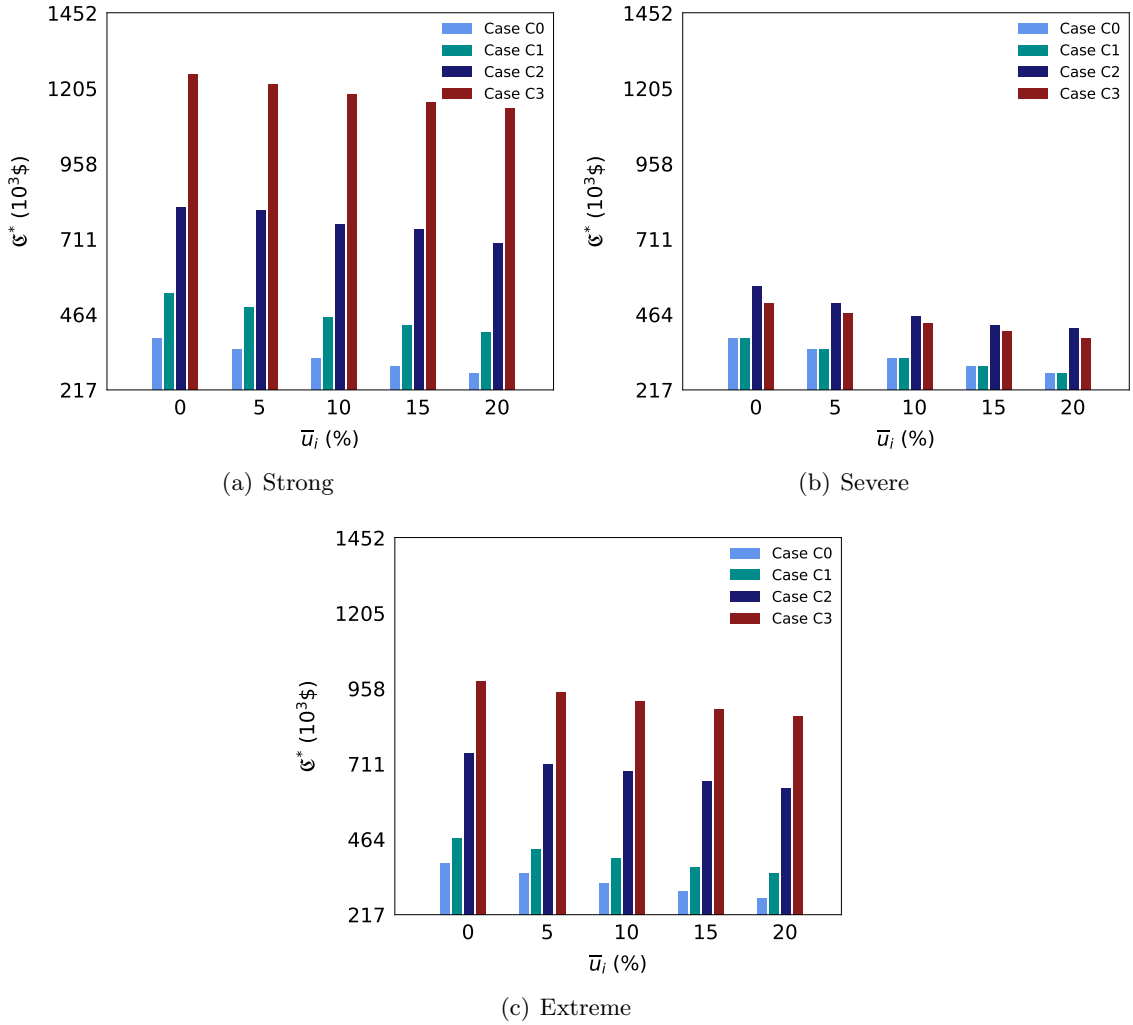 1452
1205
958
711
464
217
ℭ* (10³$)
Case C0
Case C1
Case C2
Case C3
0 5 10 15 20
u̅ᵢ (%)
(a) Strong
1452
1205
958
711
464
217
ℭ* (10³$)
Case C0
Case C1
Case C2
Case C3
0 5 10 15 20
u̅ᵢ (%)
(b) Severe
1452
1205
958
711
464
217
ℭ* (10³$)
Case C0
Case C1
Case C2
Case C3
0 5 10 15 20
u̅ᵢ (%)
(c) Extreme